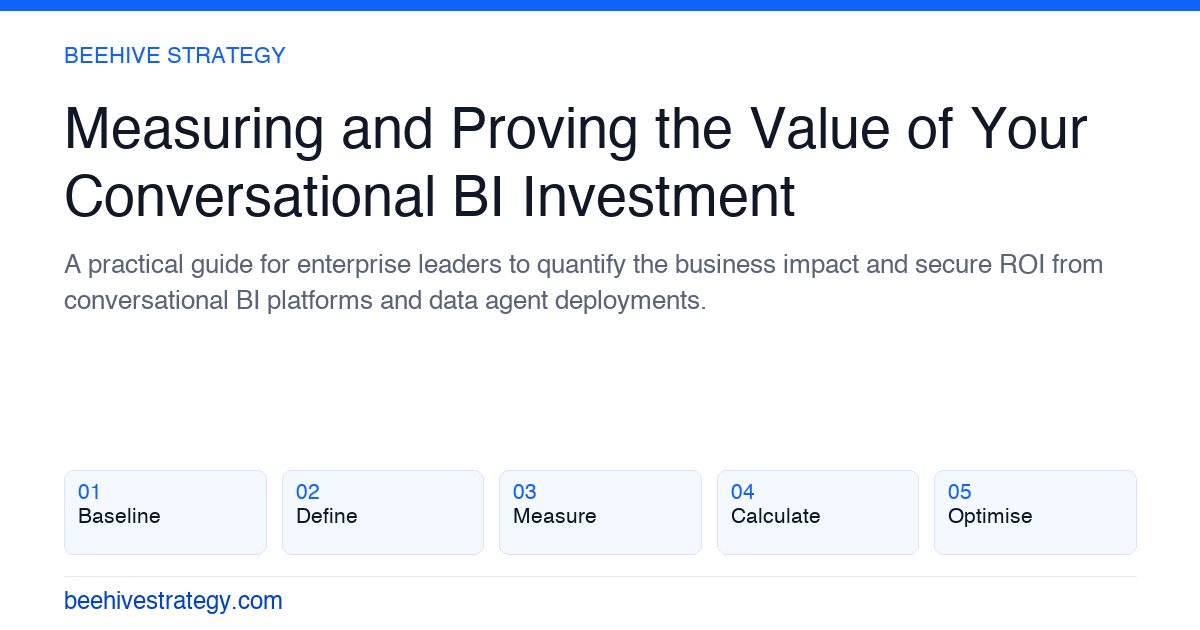 BEEHIVE STRATEGY
Measuring and Proving the Value of Your
Conversational BI Investment
A practical guide for enterprise leaders to quantify the business impact and secure ROI from
conversational BI platforms and data agent deployments.
01
Baseline
02
Define
03
Measure
04
Calculate
05
Optimise
beehivestrategy.com